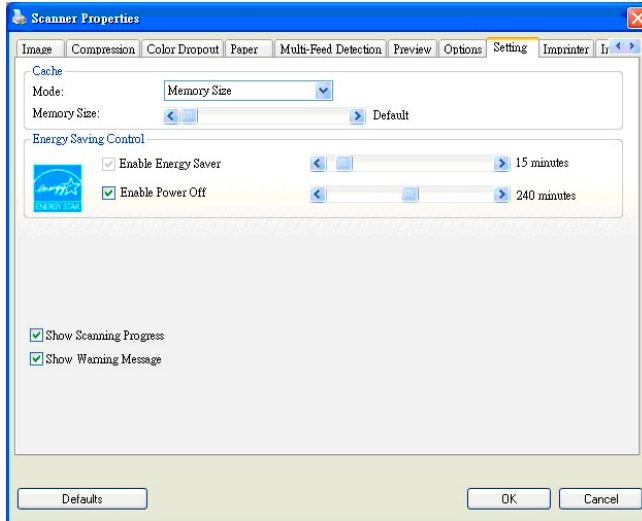 Scanner Properties
Image Compression Color Dropout Paper Multi-Feed Detection Preview Options Setting Imprinter
Cache
Mode: Memory Size
Memory Size: Default
Energy Saving Control
Enable Energy Saver 15 minutes
Enable Power Off 240 minutes
energy
ENERGY STAR
Show Scanning Progress
Show Warning Message
Defaults OK Cancel